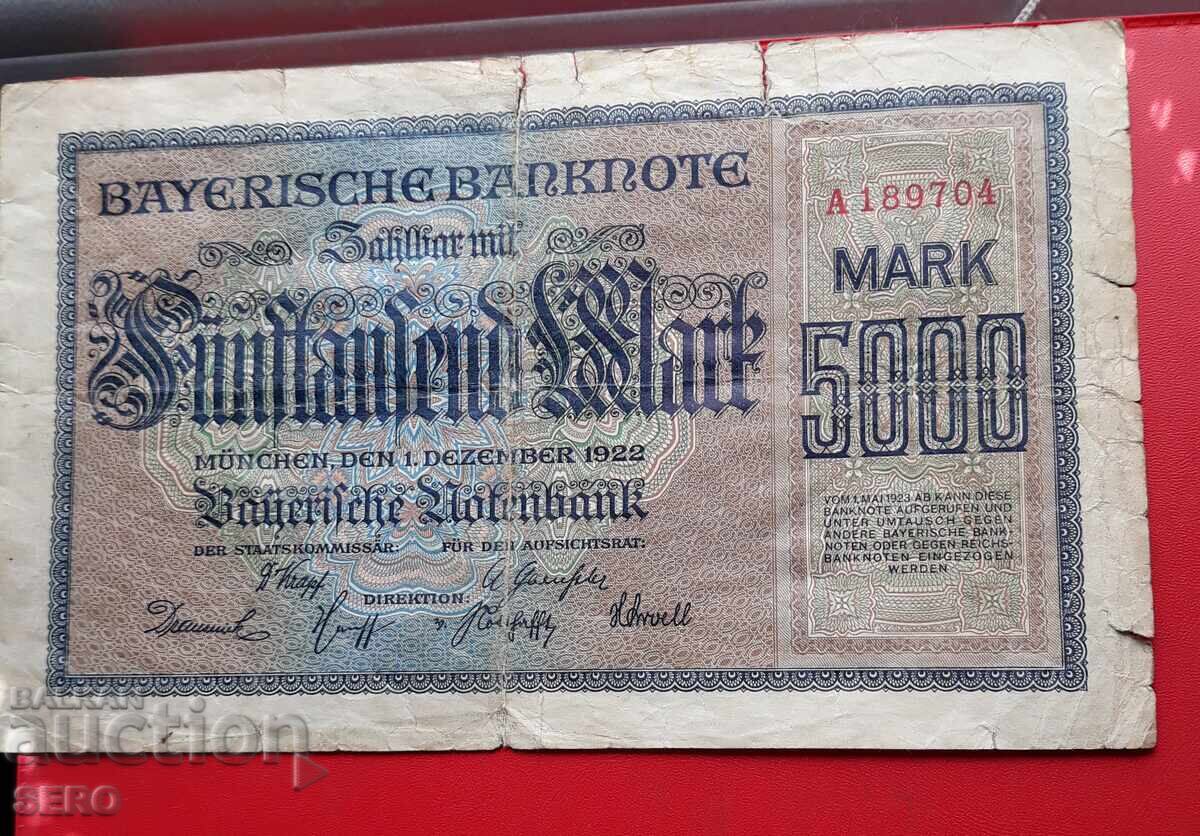 BAYERISCHE BANKNOTE
Zahlbar mit
Fünftausend Mark
MÜNCHEN, DEN 1. DEZEMBER 1922
Bayerische Notenbank
DER STAATSKOMMISSÄR: FÜR DEN AUFSICHTSRAT:
DIREKTION:
A 189704
MARK
5000
VOM 1. MAI 1923 AB KANN DIESE
BANKNOTE AUFGERUFEN UND
UNTER UMTAUSCH GEGEN
ANDERE BAYERISCHE BANK-
NOTEN ODER GEGEN REICHS-
BANKNOTEN EINGEZOGEN
WERDEN
BALKAN
auction
SERO